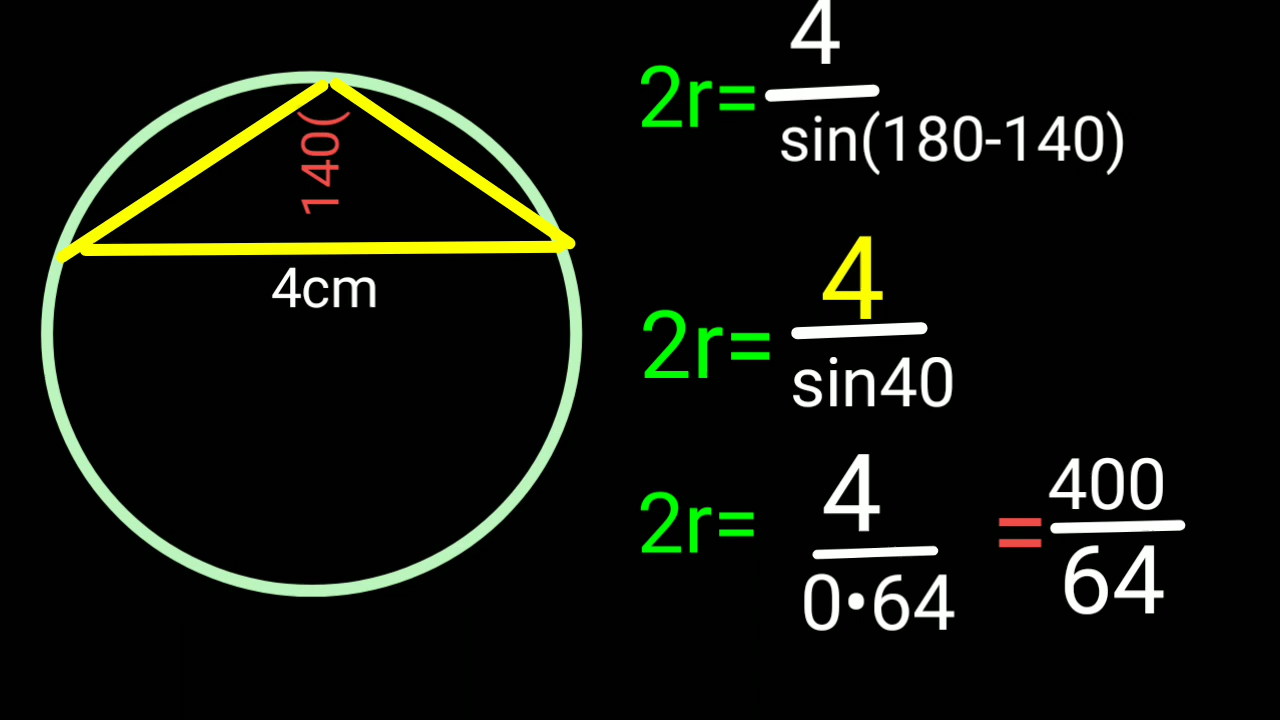 140(
4cm
2r= 4
sin(180-140)
2r= 4
sin40
2r= 4 = 400
0•64 64